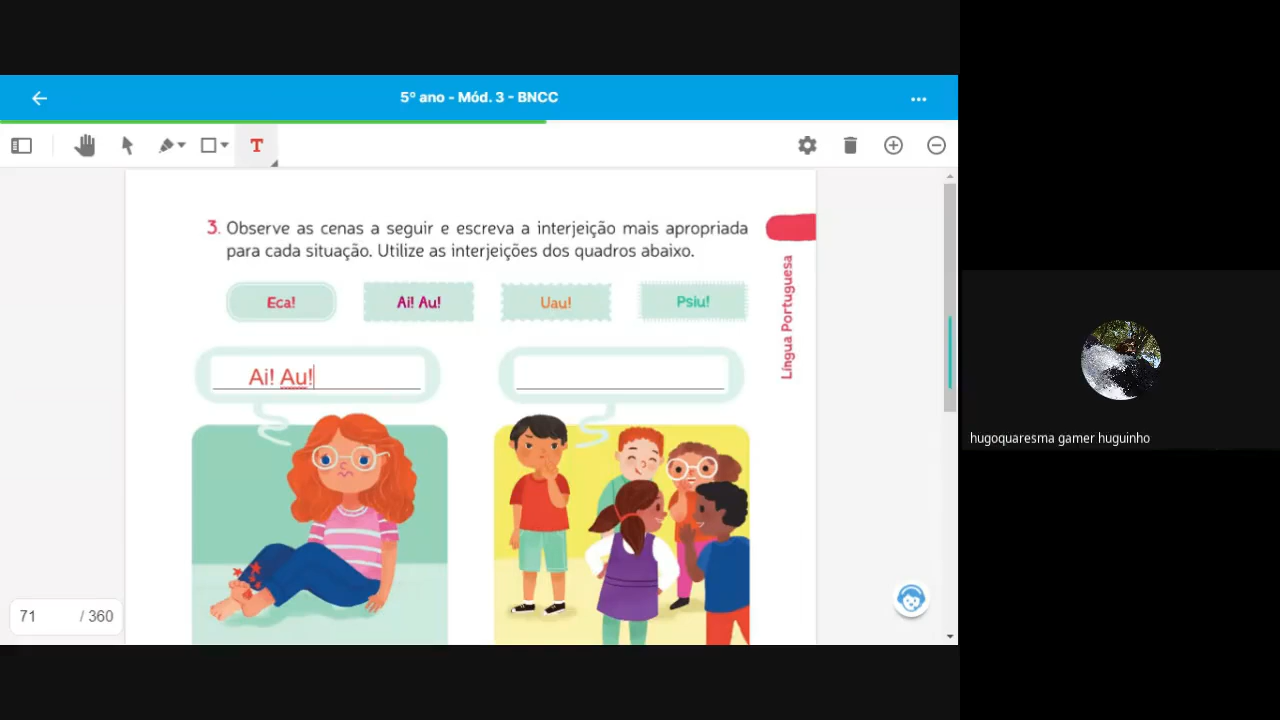 5º ano - Mód. 3 - BNCC
T
3. Observe as cenas a seguir e escreva a interjeição mais apropriada
para cada situação. Utilize as interjeições dos quadros abaixo.
Eca!
Ai! Au!
Uau!
Psiu!
Língua Portuguesa
Ai! Au!
71 / 360
hugoquaresma gamer huguinho